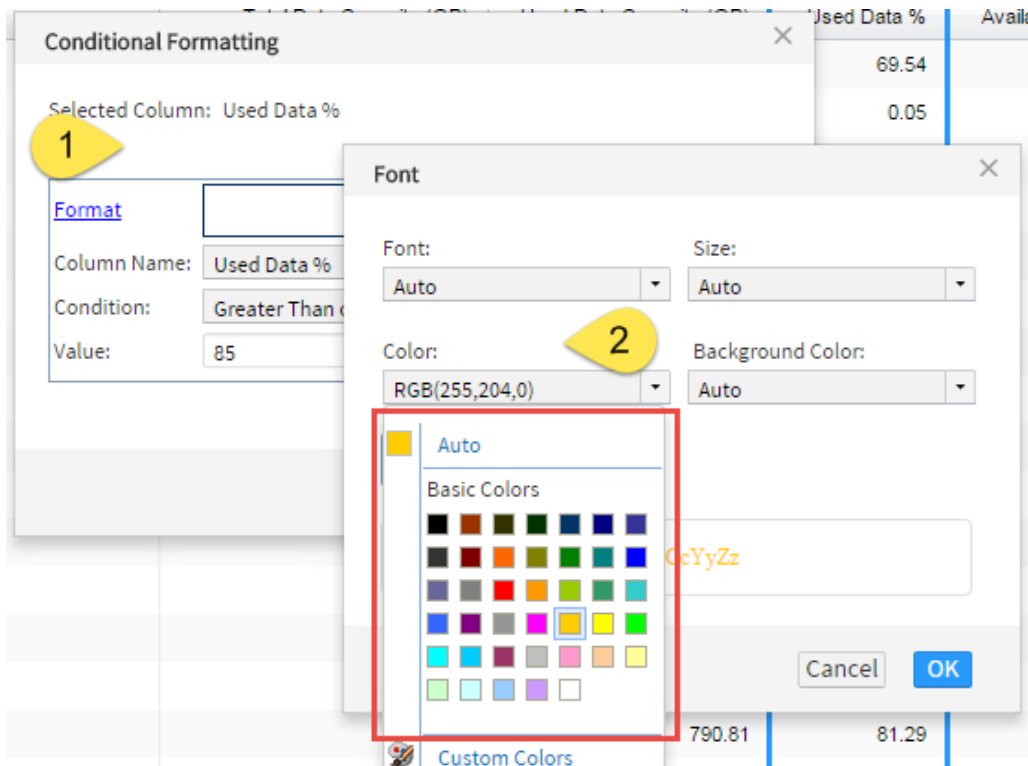 Used Data %
Conditional Formatting
69.54
Selected Column: Used Data %
0.05
1
Font
Format
Font:
Size:
Column Name:
Used Data %
Auto
Auto
Condition:
Greater Than
2
Value:
85
Color:
Background Color:
RGB(255,204,0)
Auto
Auto
Basic Colors
YyZz
Cancel
OK
790.81
81.29
Custom Colors